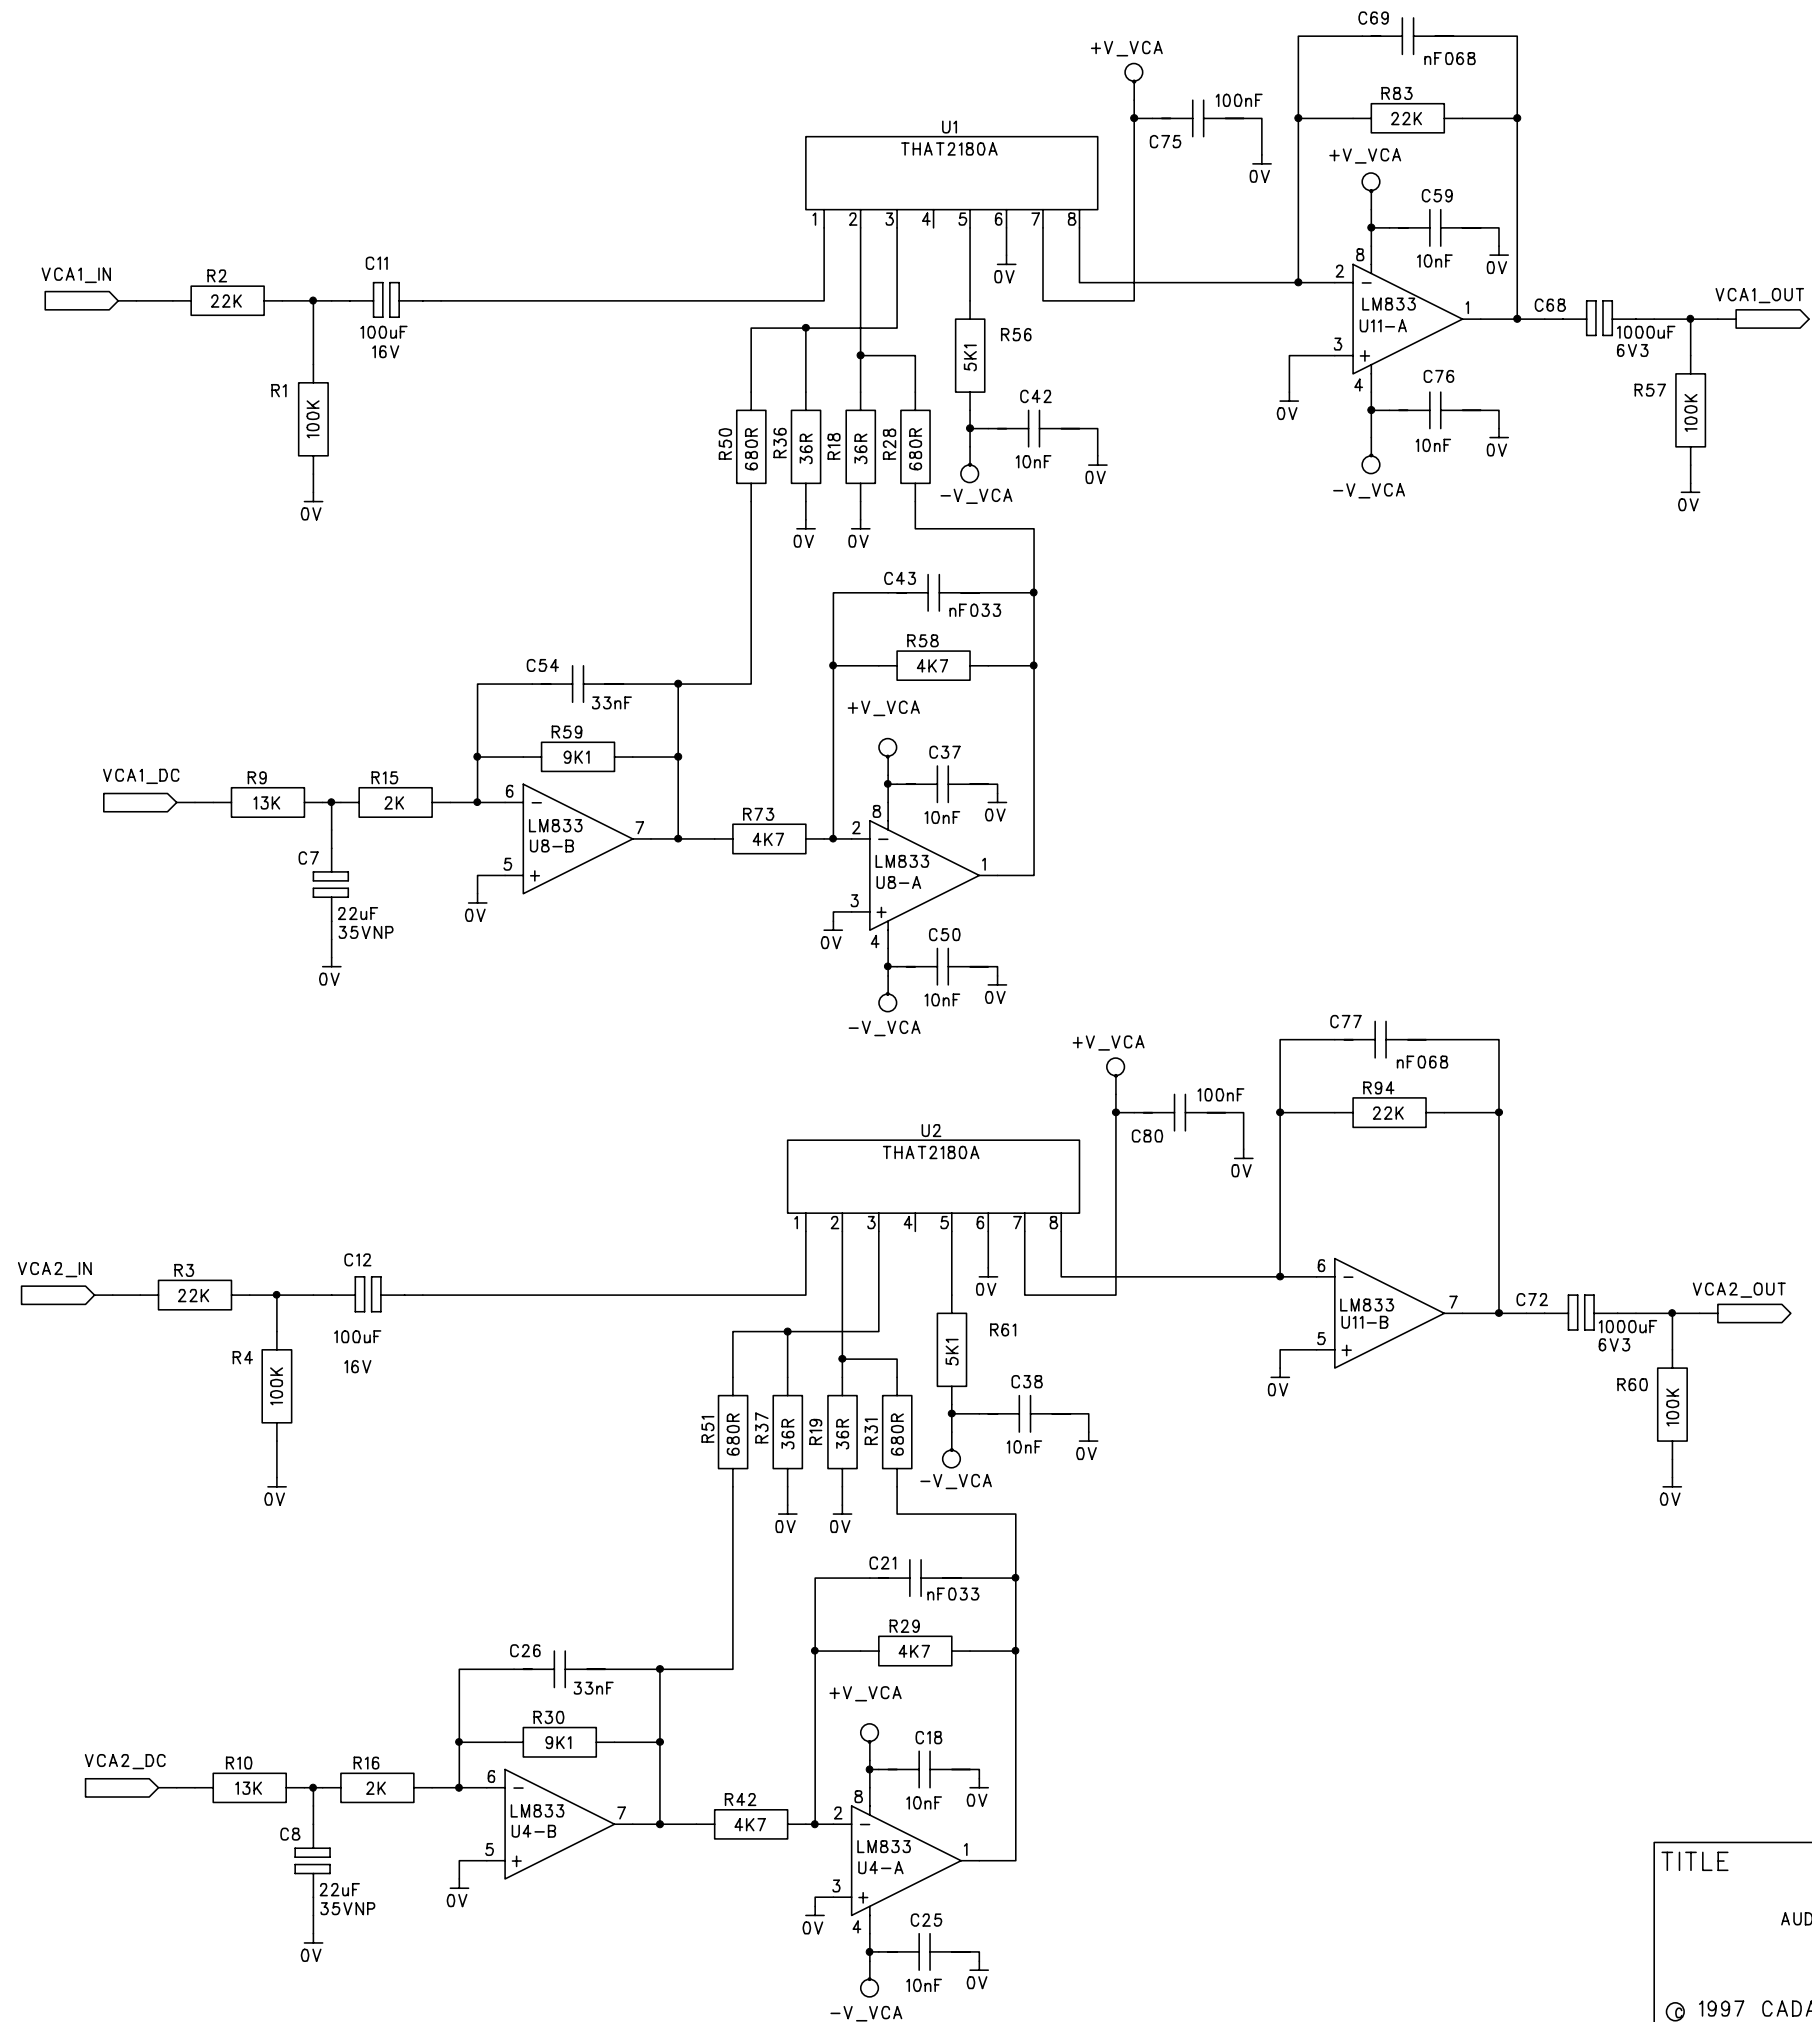 C69
nF068
+V_VCA
100nF
C75
0V
R83
22K
+V_VCA
U1
THAT2180A
1 2 3 4 5 6 7 8
0V
C59
10nF
0V
VCA1_IN
R2
22K
C11
100uF
16V
R1
100K
0V
8
2
LM833
U11-A
1
3
4
0V
C68
1000uF
6V3
VCA1_OUT
R57
100K
0V
C76
10nF
0V
-V_VCA
R56
5K1
C42
10nF
0V
-V_VCA
R50
680R
R36
36R
R18
36R
R28
680R
0V
0V
C43
nF033
R58
4K7
+V_VCA
C54
33nF
R59
9K1
C37
10nF
0V
VCA1_DC
R9
13K
R15
2K
6
LM833
U8-B
7
5
0V
C7
22uF
35VNP
0V
R73
4K7
8
2
LM833
U8-A
1
3
4
0V
C50
10nF
0V
-V_VCA
C77
nF068
+V_VCA
100nF
C80
0V
R94
22K
U2
THAT2180A
1 2 3 4 5 6 7 8
0V
VCA2_IN
R3
22K
C12
100uF
16V
R4
100K
0V
6
LM833
U11-B
7
5
0V
C72
1000uF
6V3
VCA2_OUT
R60
100K
0V
R61
5K1
C38
10nF
0V
-V_VCA
R51
680R
R37
36R
R19
36R
R31
680R
0V
0V
C21
nF033
R29
4K7
+V_VCA
C26
33nF
R30
9K1
C18
10nF
0V
VCA2_DC
R10
13K
R16
2K
6
LM833
U4-B
7
5
0V
C8
22uF
35VNP
0V
R42
4K7
8
2
LM833
U4-A
1
3
4
0V
C25
10nF
0V
-V_VCA
TITLE
AUD
© 1997 CADA